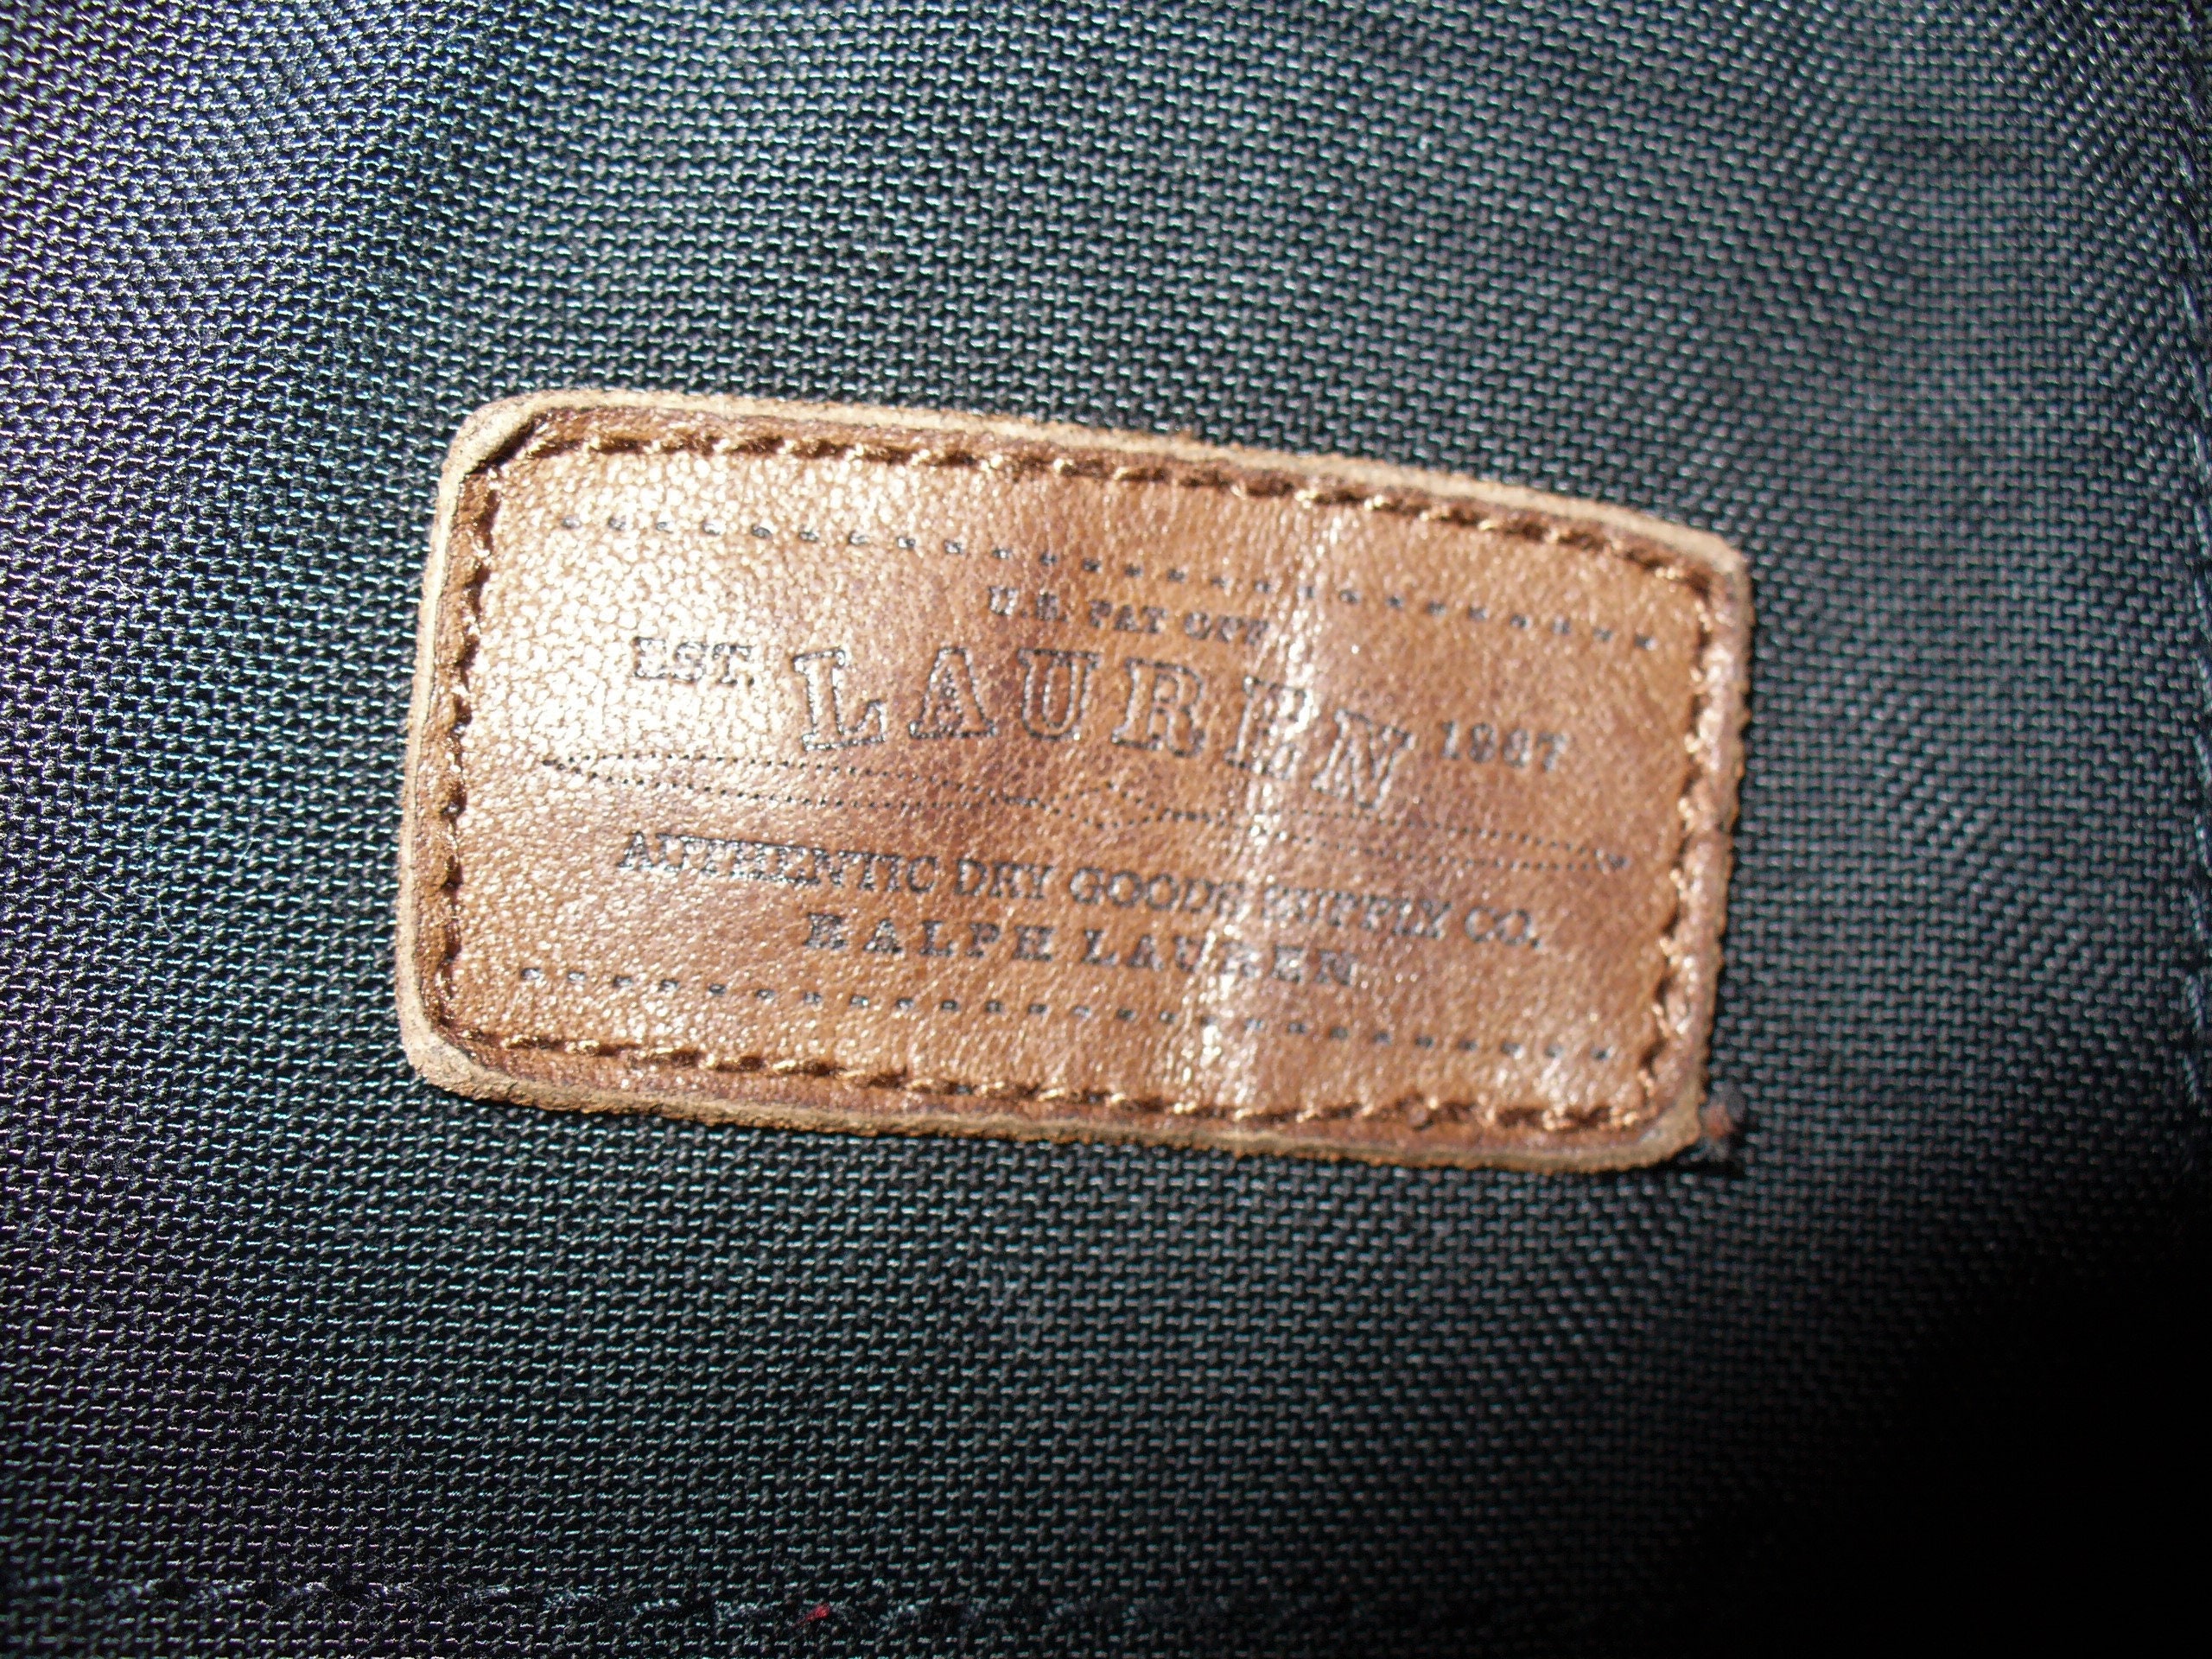 U.S. PAT OFF
EST. LAUREN 1967
AUTHENTIC DRY GOODS SUPPLY CO.
RALPH LAUREN